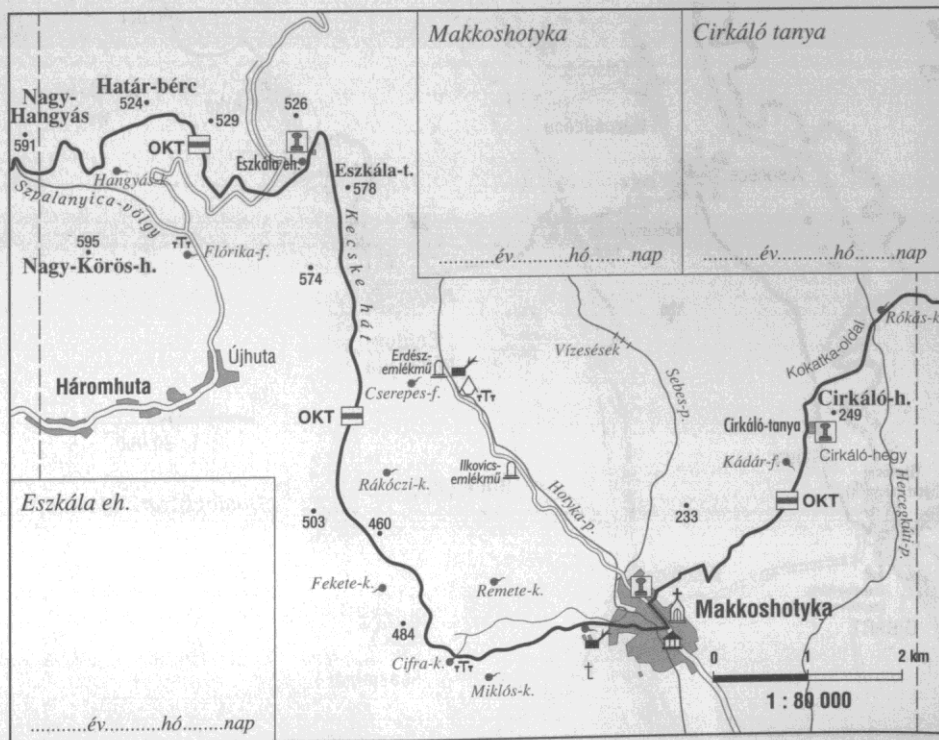 Makkoshotyka
Cirkáló tanya
..........év..........hó........nap
..........év..........hó........nap
Nagy-
Hangyás
591
Határ-bérc
524
529
526
OKT
Eszkála eh.
Eszkála-t.
578
Szpalanyica-völgy
595
Nagy-Körös-h.
Flórika-f.
574
Kecske hát
Újhuta
Háromhuta
Erdész-
emlékmű
Cserepes-f.
Vízesések
Sebes-p.
Rókás-k.
Kokatka-oldal
Cirkáló-h.
249
Cirkáló-tanya
Cirkáló-hegy
Kádár-f.
OKT
OKT
Rákóczi-k.
Ilkovics-
emlékmű
Hotyka-p.
Hercegkúti-p.
233
Eszkála eh.
503
460
Fekete-k.
Remete-k.
484
Cifra-k.
Miklós-k.
Makkoshotyka
0 1 2 km
1 : 80 000
..........év..........hó........nap